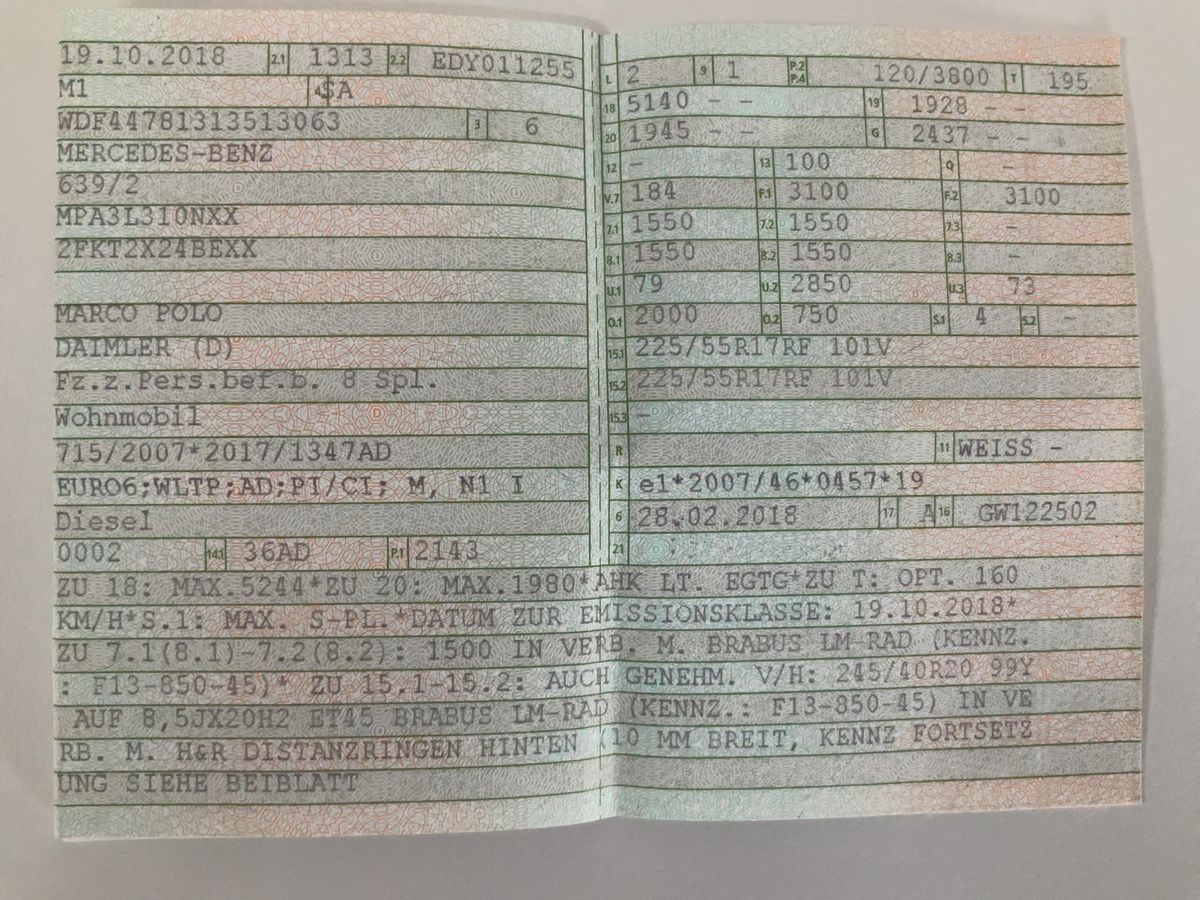 19.10.2018 2.1 1313 2.2 EDY011255
M1 4 SA
WDF44781313513063 3 6
MERCEDES-BENZ
639/2
MPA3L310NXX
2FKT2X24BEXX
MARCO POLO
DAIMLER (D)
Fz.z.Pers.bef.b. 8 Spl.
Wohnmobil
715/2007*2017/1347AD
EURO6;WLTP;AD;PI/CI; M, N1 I
Diesel
0002 14.1 36AD P.1 2143
L 2 9 1 P.2 P.4 120/3800 T 195
18 5140 - - 19 1928 - -
20 1945 - - G 2437 - -
12 - 13 100 Q -
V.7 184 F.1 3100 F.2 3100
7.1 1550 7.2 1550 7.3 -
8.1 1550 8.2 1550 8.3 -
U.1 79 U.2 2850 U.3 73
O.1 2000 O.2 750 S.1 4 S.2 -
15.1 225/55R17RF 101V
15.2 225/55R17RF 101V
15.3 -
R 11 WEISS -
K e1*2007/46*0457*19
6 28.02.2018 17 A 16 GW122502
21
ZU 18: MAX.5244*ZU 20: MAX.1980*AHK LT. EGTG*ZU T: OPT. 160
KM/H*S.1: MAX. S-PL.*DATUM ZUR EMISSIONSKLASSE: 19.10.2018*
ZU 7.1(8.1)-7.2(8.2): 1500 IN VERB. M. BRABUS LM-RAD (KENNZ.
: F13-850-45)* ZU 15.1-15.2: AUCH GENEHM. V/H: 245/40R20 99Y
AUF 8,5JX20H2 ET45 BRABUS LM-RAD (KENNZ.: F13-850-45) IN VE
RB. M. H&R DISTANZRINGEN HINTEN (10 MM BREIT, KENNZ FORTSETZ
UNG SIEHE BEIBLATT